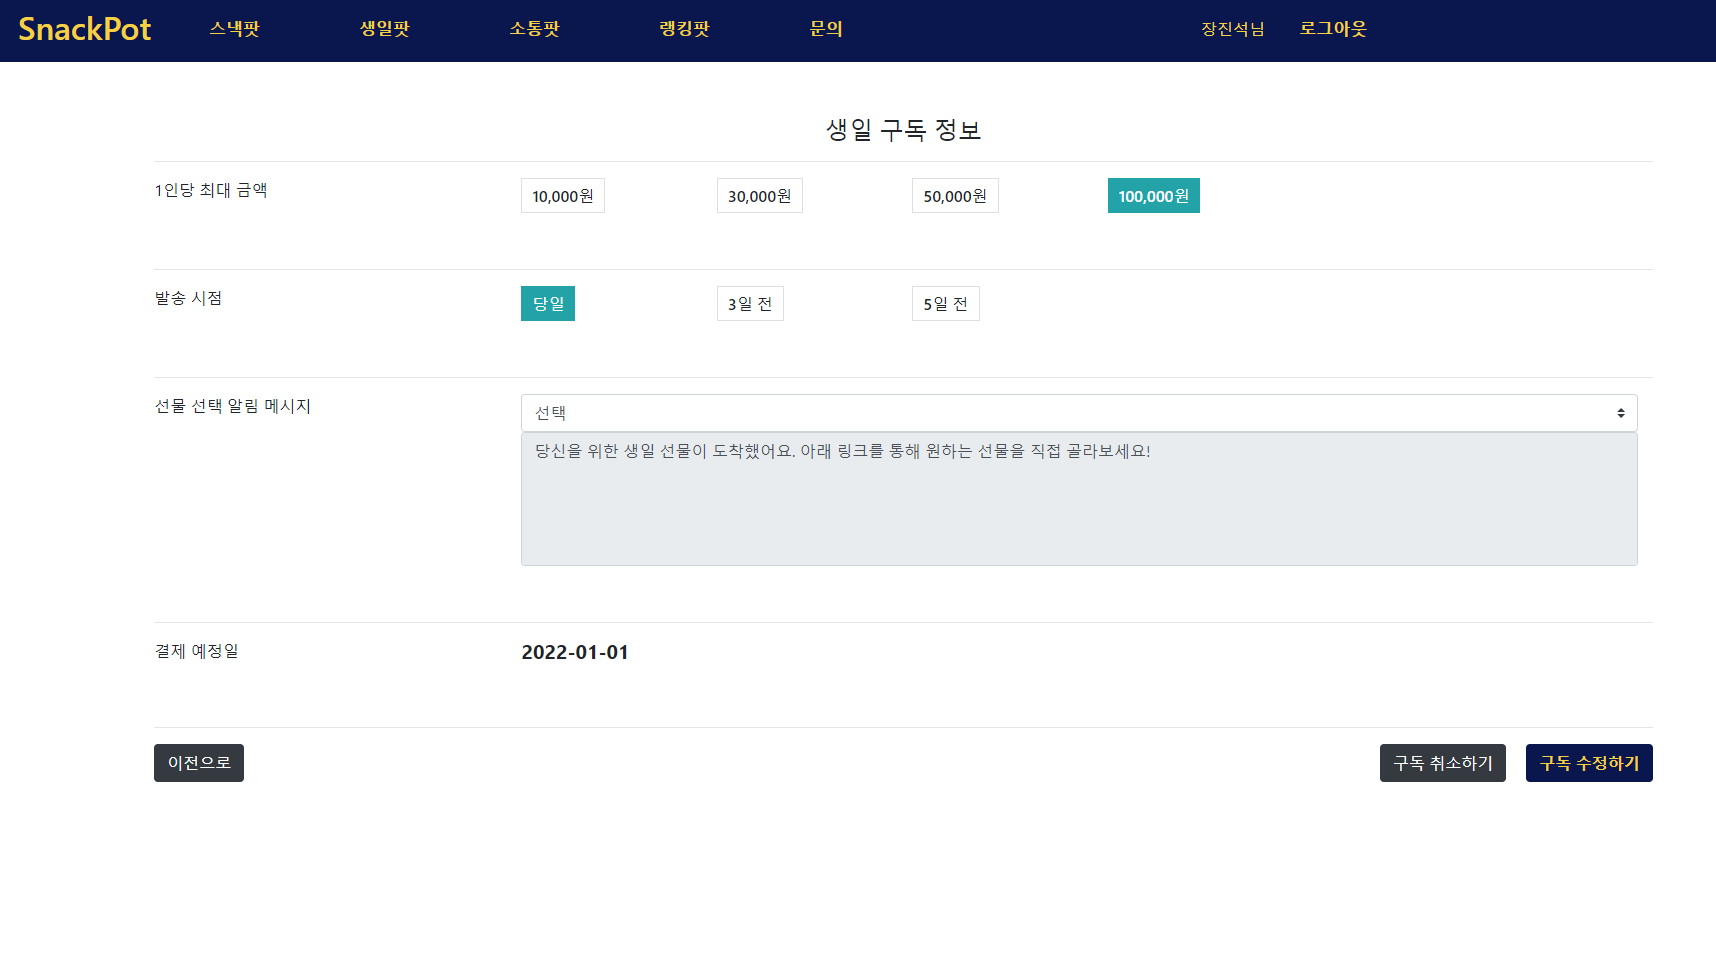 SnackPot 스낵팟 생일팟 소통팟 랭킹팟 문의 장진석님 로그아웃
생일 구독 정보
1인당 최대 금액 10,000원 30,000원 50,000원 100,000원
발송 시점 당일 3일 전 5일 전
선물 선택 알림 메시지 선택
당신을 위한 생일 선물이 도착했어요. 아래 링크를 통해 원하는 선물을 직접 골라보세요!
결제 예정일 2022-01-01
이전으로 구독 취소하기 구독 수정하기